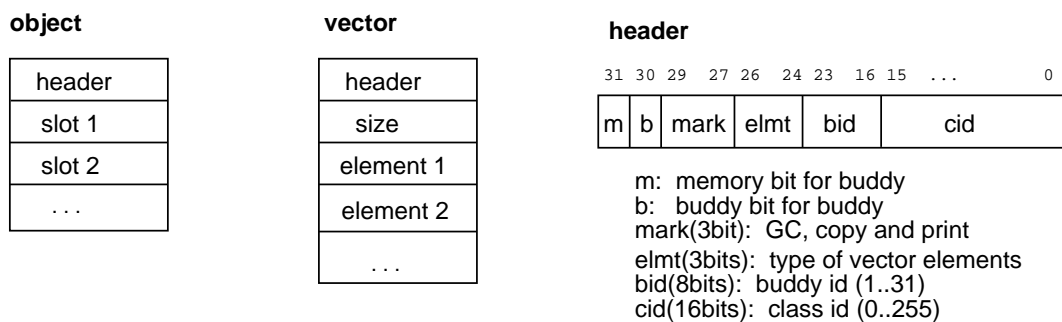 object
header
slot 1
slot 2
. . .
vector
header
size
element 1
element 2
. . .
header
31 30 29 27 26 24 23 16 15 ... 0
m b mark elmt bid cid
m: memory bit for buddy
b: buddy bit for buddy
mark(3bit): GC, copy and print
elmt(3bits): type of vector elements
bid(8bits): buddy id (1..31)
cid(16bits): class id (0..255)